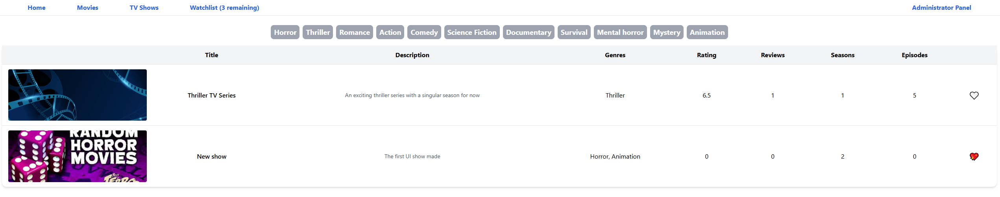 Home Movies TV Shows Watchlist (3 remaining) Administrator Panel
Horror Thriller Romance Action Comedy Science Fiction Documentary Survival Mental horror Mystery Animation
Title Description Genres Rating Reviews Seasons Episodes
Thriller TV Series An exciting thriller series with a singular season for now Thriller 6.5 1 1 5
RANDOM
HORROR
MOVIES
New show The first UI show made Horror, Animation 0 0 2 0